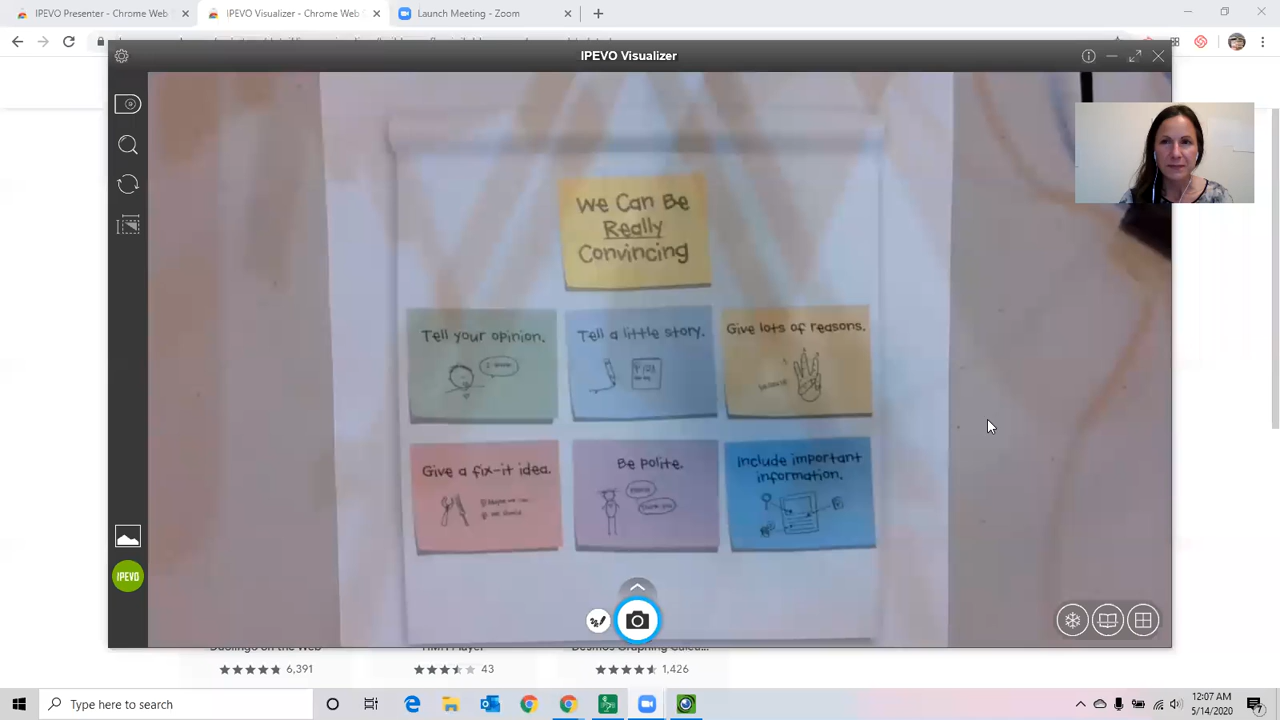 IPEVO Presenter - Chrome Web
IPEVO Visualizer - Chrome Web
Launch Meeting - Zoom
IPEVO Visualizer
We Can Be
Really
Convincing
Tell your opinion.
Tell a little story.
Give lots of reasons.
Give a fix-it idea.
Be polite.
Include important
information.
IPEVO
6,391
43
1,426
Type here to search
12:07 AM
5/14/2020